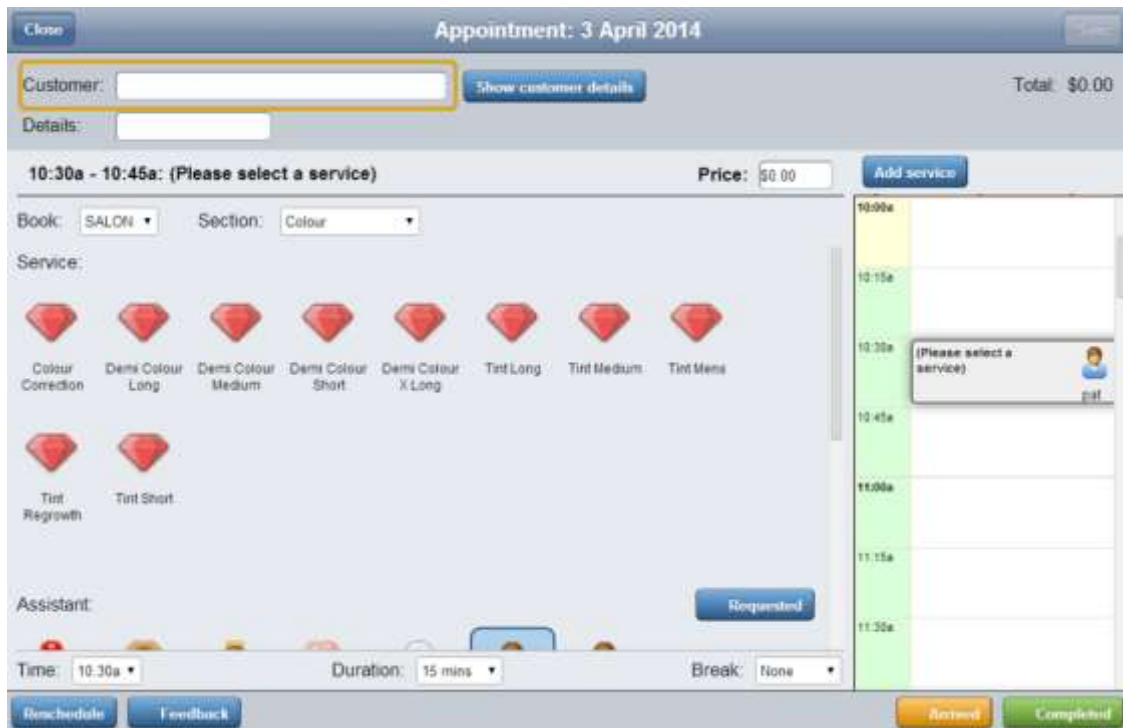 Close
Appointment: 3 April 2014
Save
Customer:
Show customer details
Total: $0.00
Details:
10:30a - 10:45a: (Please select a service)
Price: $0.00
Add service
Book: SALON
Section: Colour
Service:
Colour Correction
Demi Colour Long
Demi Colour Medium
Demi Colour Short
Demi Colour X Long
Tint Long
Tint Medium
Tint Mens
Tint Regrowth
Tint Short
Assistant:
Requested
Time: 10:30a
Duration: 15 mins
Break: None
10:00a
10:15a
10:30a
(Please select a
service)
pat
10:45a
11:00a
11:15a
11:30a
Reschedule
Feedback
Arrived
Completed